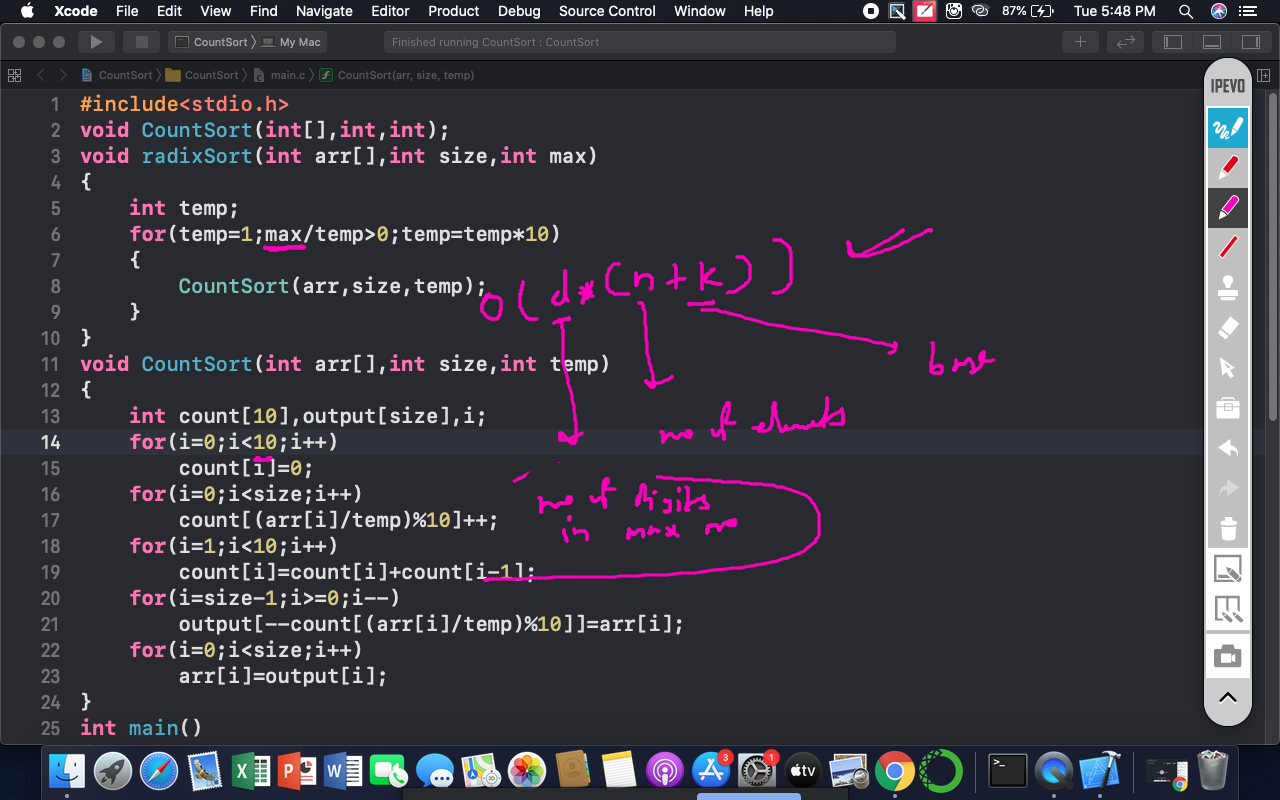 Xcode File Edit View Find Navigate Editor Product Debug Source Control Window Help 87% Tue 5:48 PM
CountSort 〉 My Mac Finished running CountSort : CountSort
CountSort 〉 CountSort 〉 main.c 〉 CountSort(arr, size, temp)
IPEVO
1 #include<stdio.h>
2 void CountSort(int[],int,int);
3 void radixSort(int arr[],int size,int max)
4 {
5 int temp;
6 for(temp=1;max/temp>0;temp=temp*10)
7 {
8 CountSort(arr,size,temp);
9 }
10 }
11 void CountSort(int arr[],int size,int temp)
12 {
13 int count[10],output[size],i;
14 for(i=0;i<10;i++)
15 count[i]=0;
16 for(i=0;i<size;i++)
17 count[(arr[i]/temp)%10]++;
18 for(i=1;i<10;i++)
19 count[i]=count[i]+count[i-1];
20 for(i=size-1;i>=0;i--)
21 output[--count[(arr[i]/temp)%10]]=arr[i];
22 for(i=0;i<size;i++)
23 arr[i]=output[i];
24 }
25 int main()
O(d*(n+k))
base
no of elements
no of digits
in max no
3 1
tv